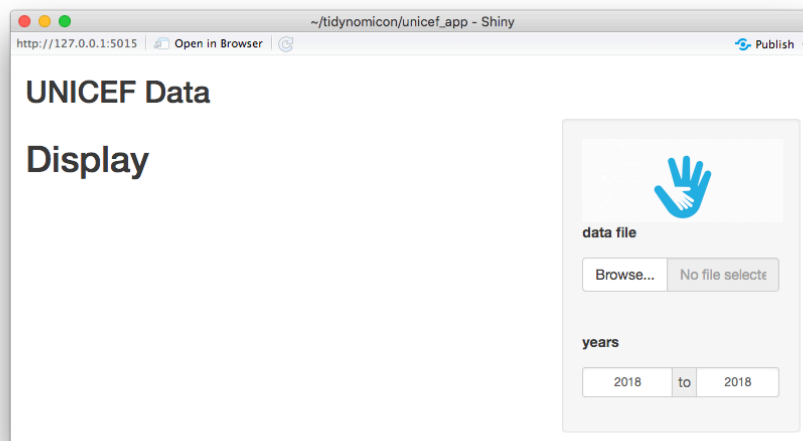 ~/tidynomicon/unicef_app - Shiny
http://127.0.0.1:5015 Open in Browser Publish
UNICEF Data
Display
data file
Browse... No file selecte
years
2018 to 2018